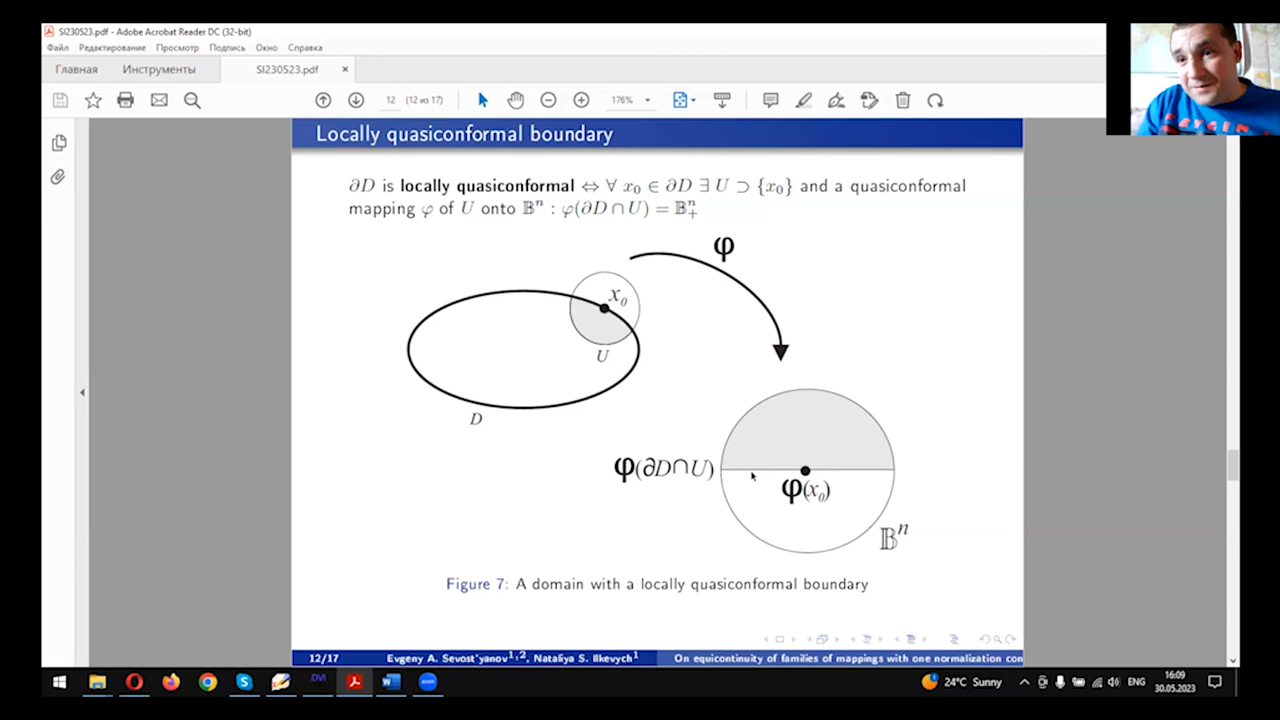 SI230523.pdf - Adobe Acrobat Reader DC (32-bit)
Файл Редактирование Просмотр Подпись Окно Справка
Главная Инструменты SI230523.pdf ×
12 (12 из 17) 176%
Locally quasiconformal boundary
∂D is locally quasiconformal ⇔ ∀ x₀ ∈ ∂D ∃ U ⊃ {x₀} and a quasiconformal
mapping φ of U onto 𝔹ⁿ : φ(∂D ∩ U) = 𝔹ⁿ₊
φ
x₀
U
D
φ(∂D∩U)
φ(x₀)
𝔹ⁿ
Figure 7: A domain with a locally quasiconformal boundary
12/17 Evgeny A. Sevost'yanov¹,², Nataliya S. Ilkevych¹ On equicontinuity of families of mappings with one normalization con
.DVI 24°C Sunny ENG 16:09
30.05.2023